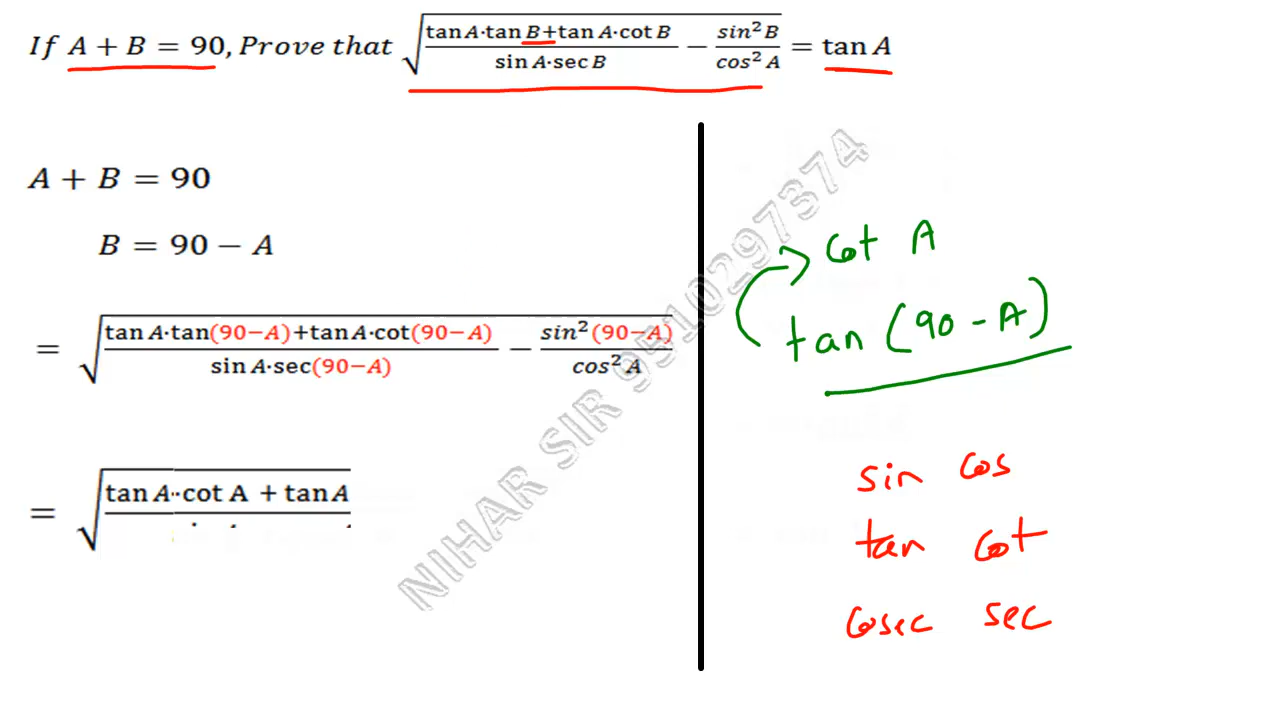 If A + B = 90, Prove that √((tan A·tan B+tan A·cot B)/(sin A·sec B) − sin²B/cos²A) = tan A
A + B = 90
B = 90 − A
= √((tan A·tan(90−A)+tan A·cot(90−A))/(sin A·sec(90−A)) − sin²(90−A)/cos²A)
= √(tan A··cot A + tan A
cot A
tan (90 - A)
sin cos
tan cot
cosec sec
NIHAR SIR 9510297374